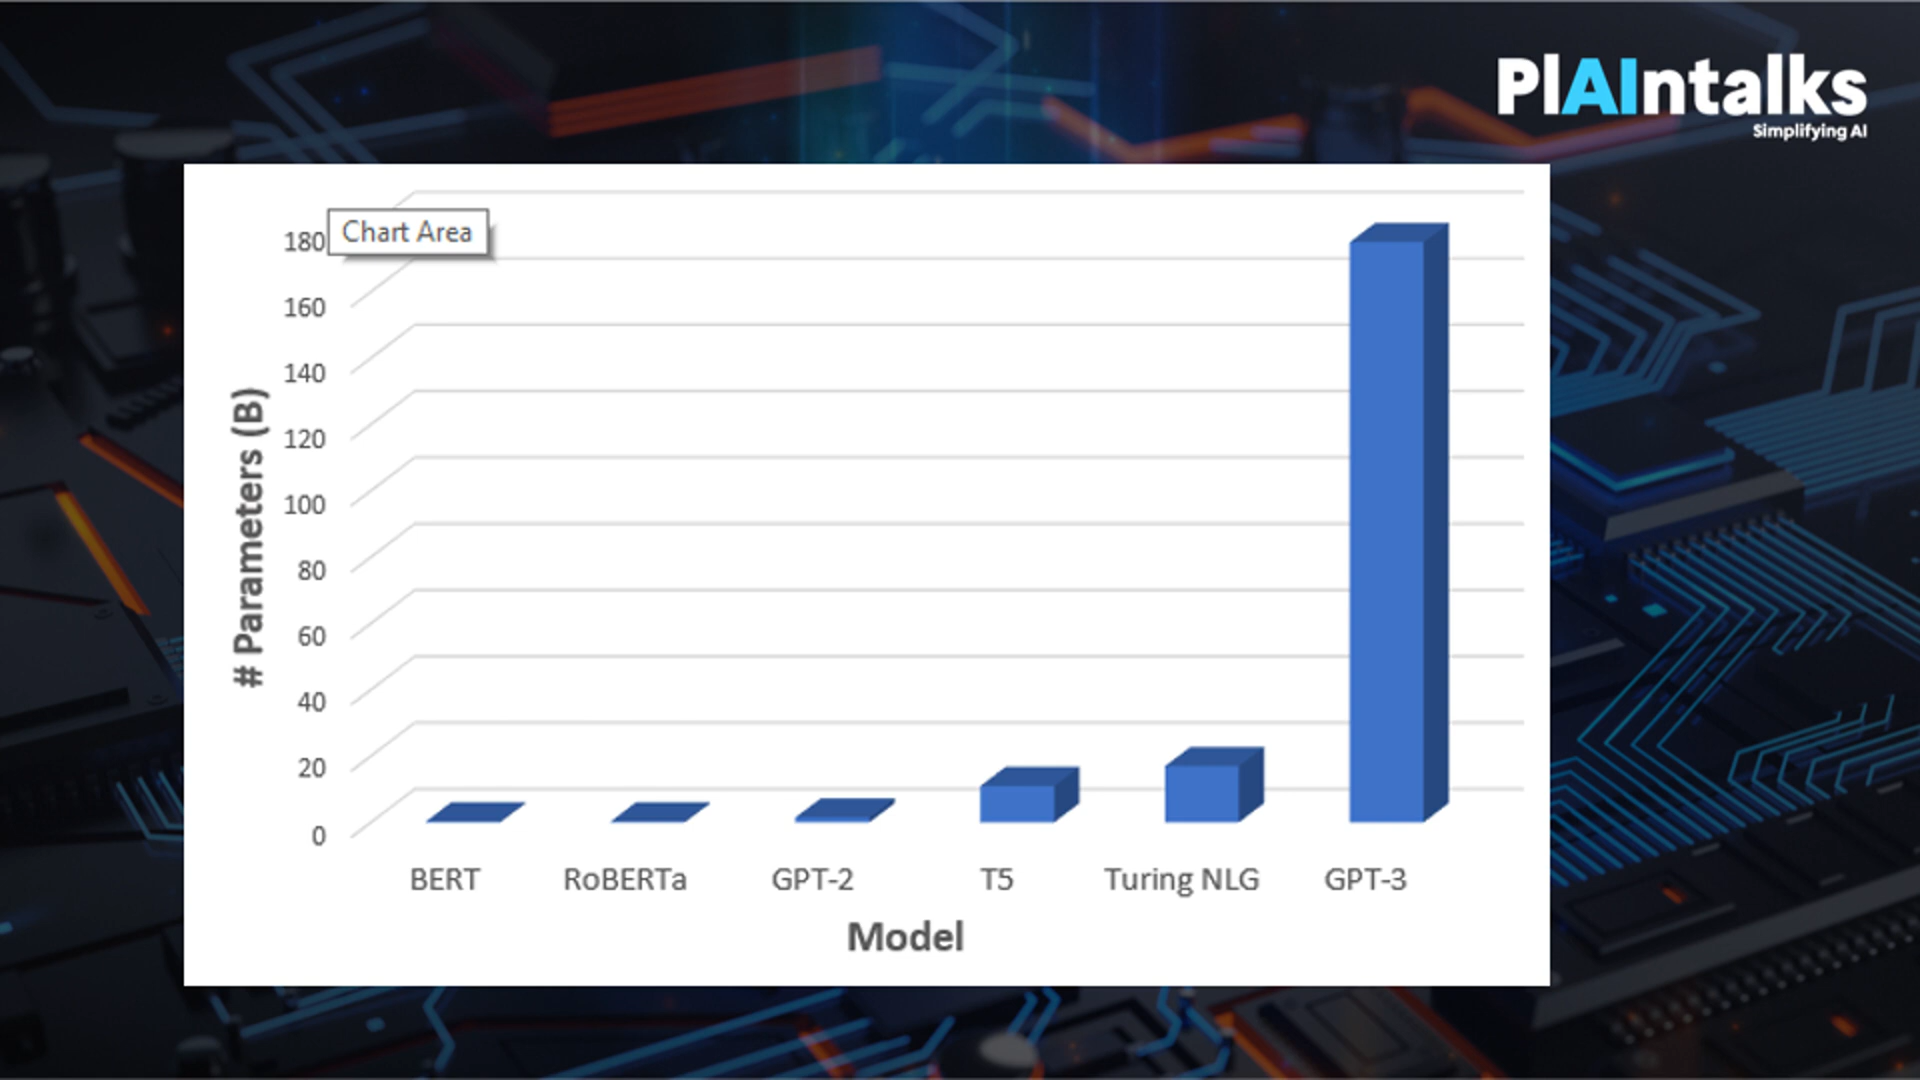 PlAIntalks
Simplifying AI
Chart Area
180
160
140
120
100
80
60
40
20
0
# Parameters (B)
BERT RoBERTa GPT-2 T5 Turing NLG GPT-3
Model